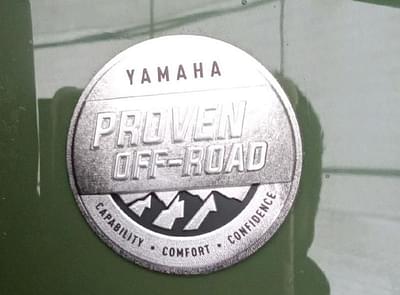 YAMAHA
PROVEN
OFF-ROAD
CAPABILITY • COMFORT • CONFIDENCE